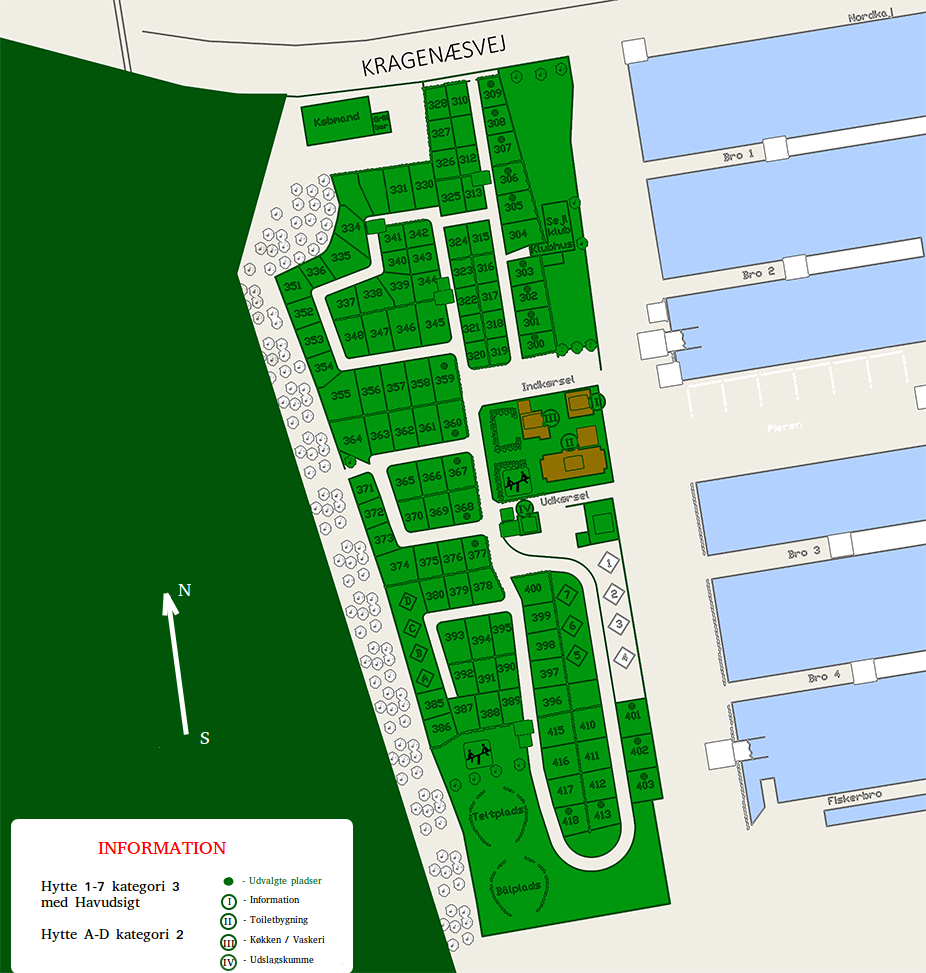 Nordkaj
KRAGENÆSVEJ
Købmand
Grill
bar
328 310
309
327
308
326 312
307
331 330 325 313
306
305
334
341 342
324 315
304
Sejl
klub
Klubhus
335
340 343
336
323 316
303
351
339 344
338
337
322 317
302
352
348 347 346 345
321 318
301
353
320 319
300
354
355 356 357 358 359
364 363 362 361 360
365 366 367
370 369 368
371
372
373
374 375 376 377
380 379 378
Indkørsel
I
III
II
Udkørsel
IV
Bro 1
Bro 2
Pieren
Bro 3
Bro 4
Fiskerbro
1
2
3
4
400
7
399
6
398
5
397
396
D
C
B
A
393 394 395
392 391 390
385
387 388 389
386
415 410
416 411
417 412
418 413
401
402
403
Teltplads
Bålplads
N
S
INFORMATION
Hytte 1-7 kategori 3
med Havudsigt
Hytte A-D kategori 2
- Udvalgte pladser
I - Information
II - Toiletbygning
III - Køkken / Vaskeri
IV - Udslagskumme